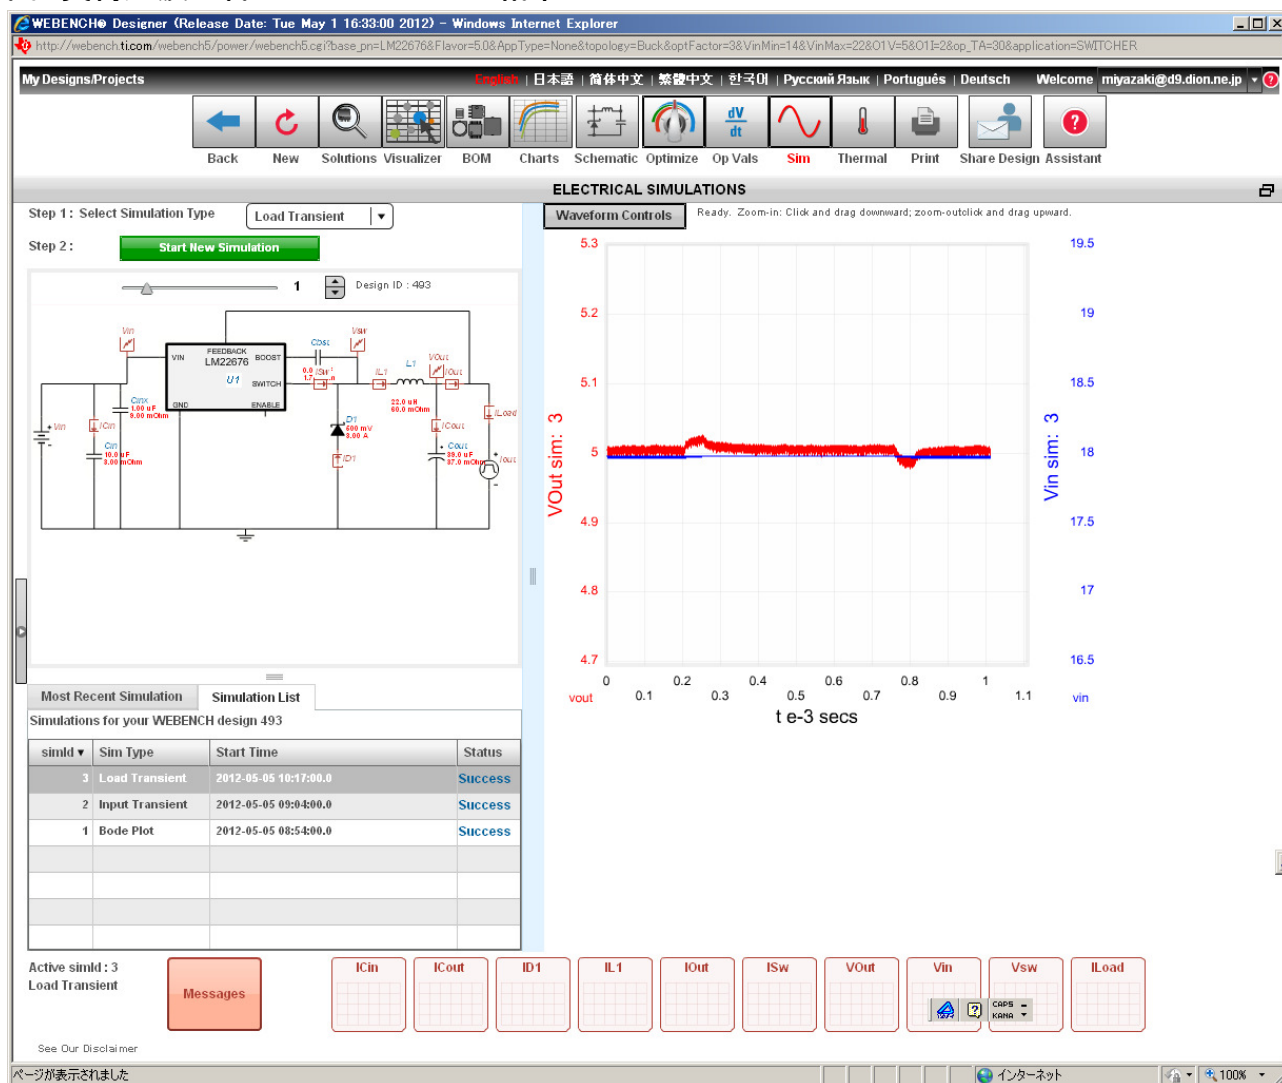 WEBENCH® Designer (Release Date: Tue May 1 16:33:00 2012) - Windows Internet Explorer
http://webench.ti.com/webench5/power/webench5.cgi?base_pn=LM22676&Flavor=5.0&AppType=None&topology=Buck&optFactor=3&VinMin=14&VinMax=22&O1V=5&O1I=2&op_TA=30&application=SWITCHER
My Designs/Projects English | 日本語 | 简体中文 | 繁體中文 | 한국어 | Русский Язык | Português | Deutsch Welcome miyazaki@d9.dion.ne.jp
dV
dt
Back New Solutions Visualizer BOM Charts Schematic Optimize Op Vals Sim Thermal Print Share Design Assistant
ELECTRICAL SIMULATIONS
Step 1: Select Simulation Type Load Transient
Step 2: Start New Simulation
1 Design ID : 493
Vin
VIN
FEEDBACK
LM22676
BOOST
U1
SWITCH
GND
ENABLE
Cbst
Vsw
ISw
IL1
L1
VOut
IOut
22.0 uH
60.0 mOhm
Cinx
1.00 uF
ICin
Cin
10.0 uF
3.00 mOhm
Vin
D1
500 mV
3.00 A
ID1
ICout
Cout
39.0 uF
37.0 mOhm
ILoad
Iout
Waveform Controls Ready. Zoom-in: Click and drag downward; zoom-outclick and drag upward.
5.3 19.5
5.2 19
5.1 18.5
5 18
4.9 17.5
4.8 17
4.7 16.5
VOut sim: 3
Vin sim: 3
0 0.1 0.2 0.3 0.4 0.5 0.6 0.7 0.8 0.9 1 1.1
vout vin
t e-3 secs
Most Recent Simulation Simulation List
Simulations for your WEBENCH design 493
simId Sim Type Start Time Status
3 Load Transient 2012-05-05 10:17:00.0 Success
2 Input Transient 2012-05-05 09:04:00.0 Success
1 Bode Plot 2012-05-05 08:54:00.0 Success
Active simId : 3
Load Transient
Messages
ICin ICout ID1 IL1 IOut ISw VOut Vin Vsw ILoad
CAPS
KANA
See Our Disclaimer
ページが表示されました インターネット 100%